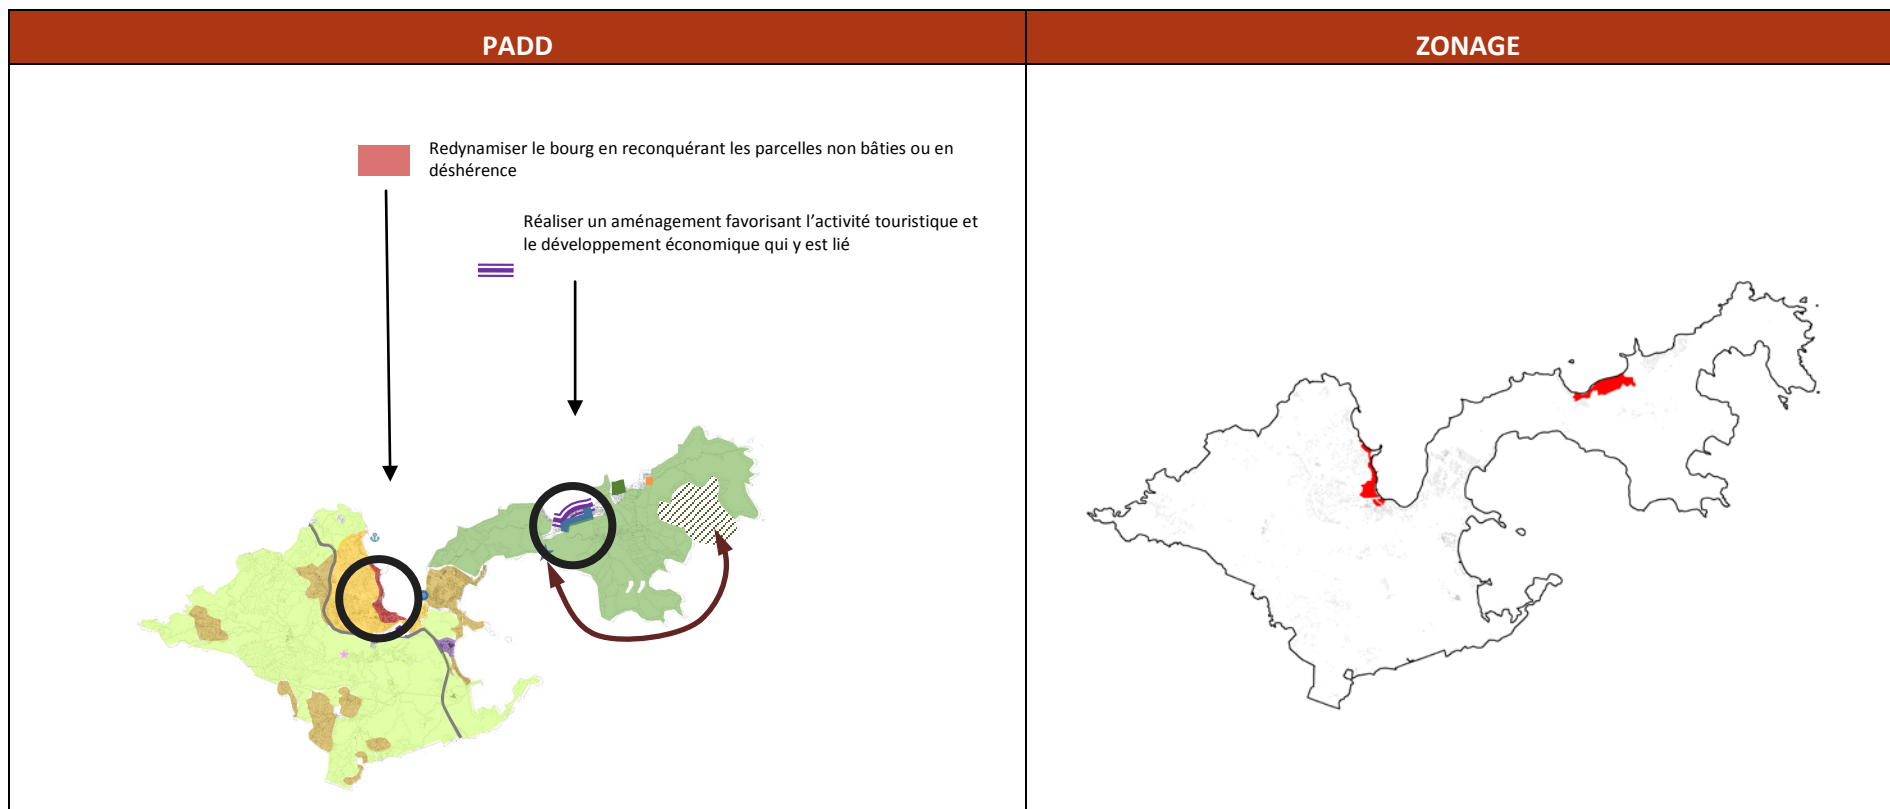 PADD
ZONAGE
Redynamiser le bourg en reconquérant les parcelles non bâties ou en
déshérence
Réaliser un aménagement favorisant l’activité touristique et
le développement économique qui y est lié